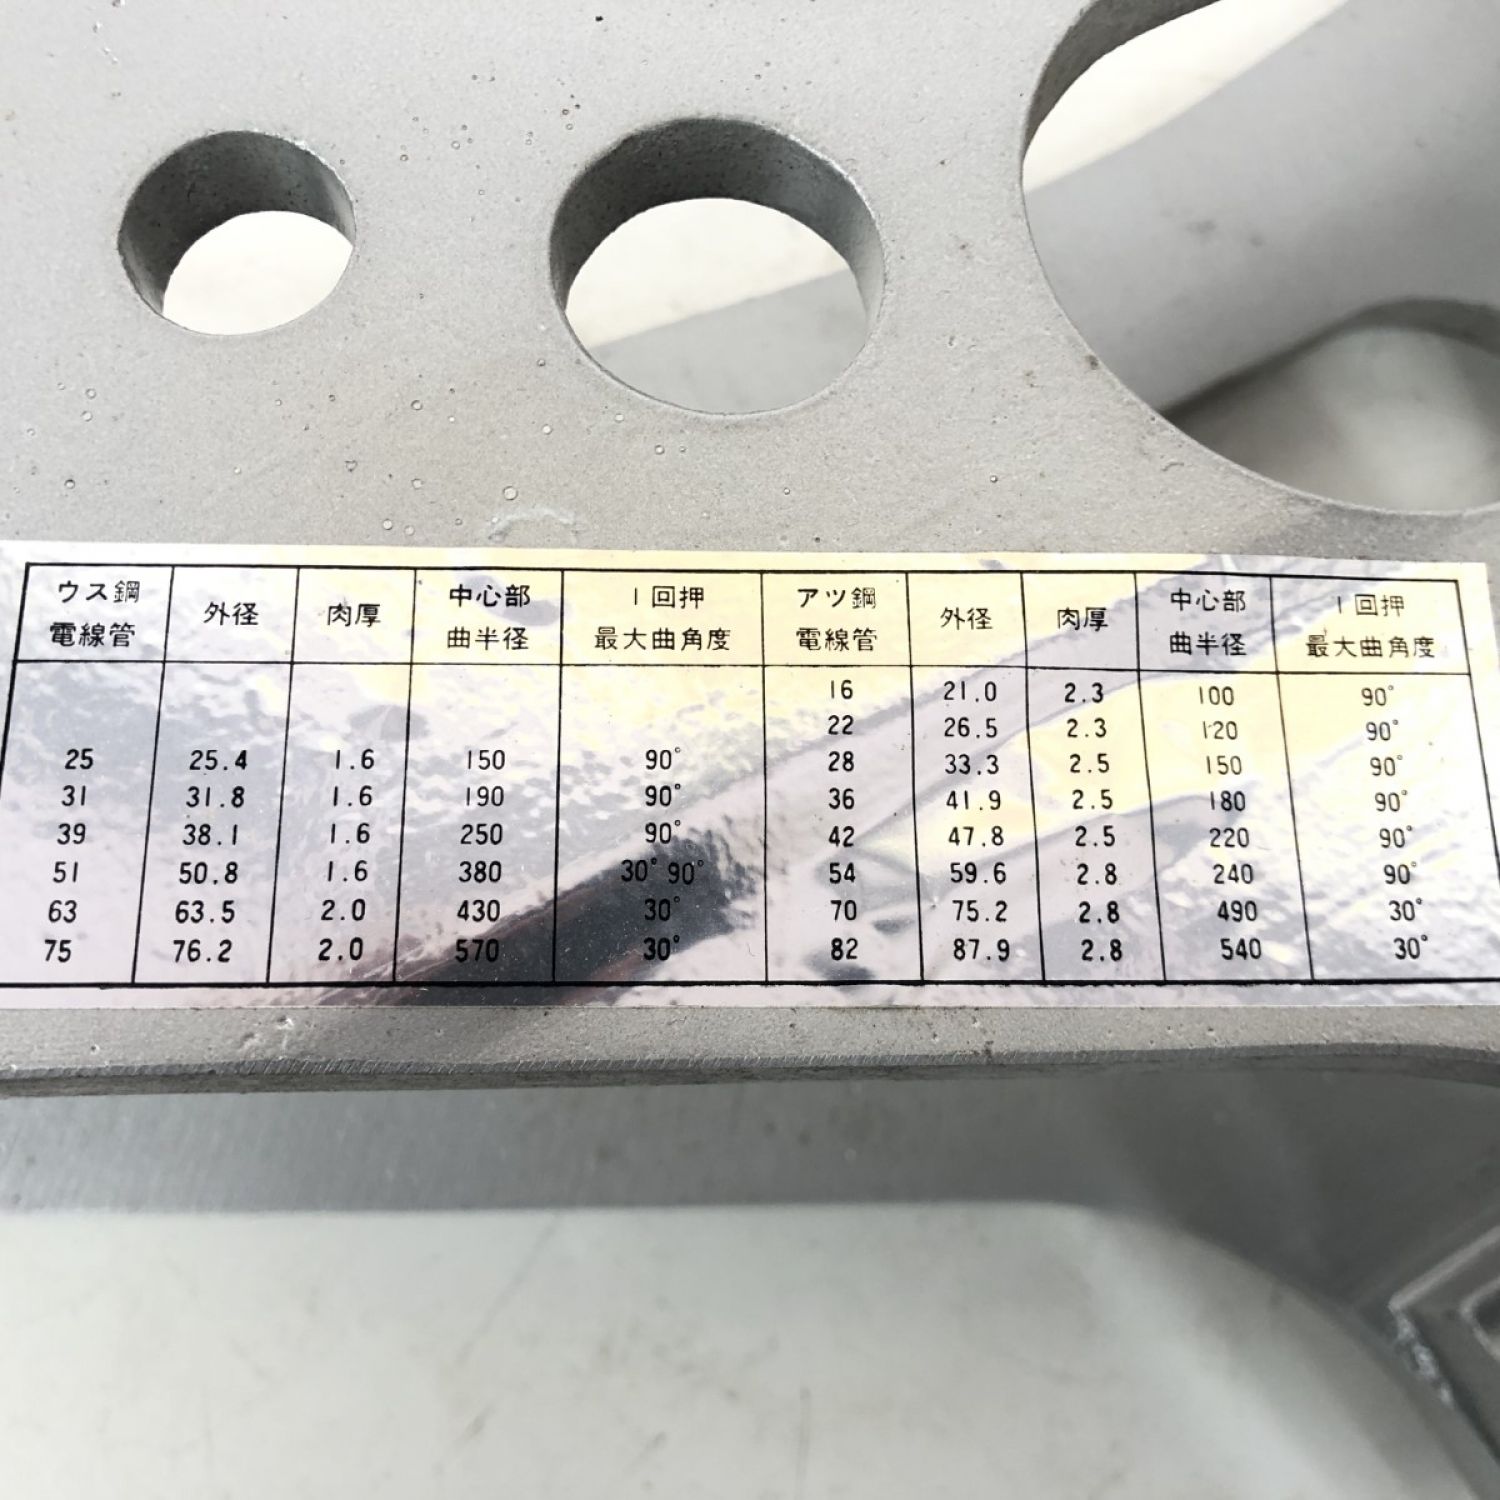 ウス鋼電線管 外径 肉厚 中心部曲半径 1回押最大曲角度 アツ鋼電線管 外径 肉厚 中心部曲半径 1回押最大曲角度
16 21.0 2.3 100 90°
22 26.5 2.3 120 90°
25 25.4 1.6 150 90° 28 33.3 2.5 150 90°
31 31.8 1.6 190 90° 36 41.9 2.5 180 90°
39 38.1 1.6 250 90° 42 47.8 2.5 220 90°
51 50.8 1.6 380 30° 90° 54 59.6 2.8 240 90°
63 63.5 2.0 430 30° 70 75.2 2.8 490 30°
75 76.2 2.0 570 30° 82 87.9 2.8 540 30°